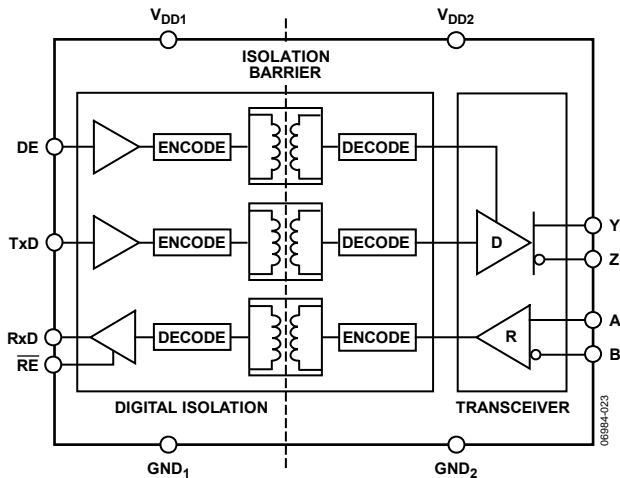 VDD1
VDD2
ISOLATION
BARRIER
DE
ENCODE
DECODE
TxD
ENCODE
DECODE
D
Y
Z
RxD
RE
DECODE
ENCODE
R
A
B
DIGITAL ISOLATION
TRANSCEIVER
GND1
GND2
06984-023